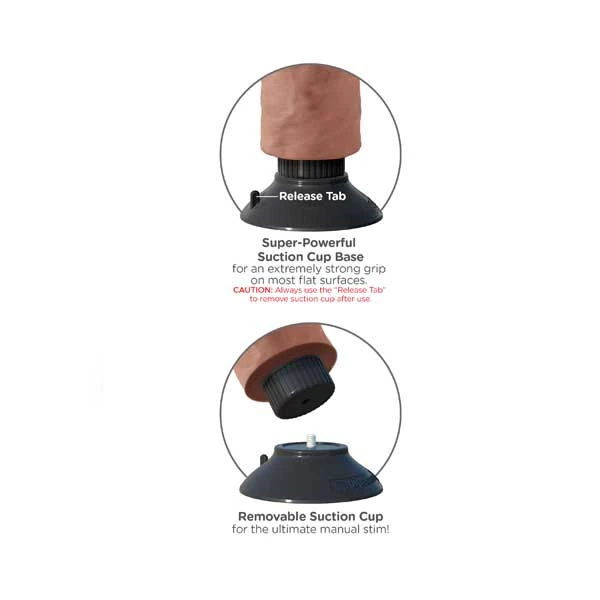 Release Tab
Super-Powerful
Suction Cup Base
for an extremely strong grip
on most flat surfaces.
CAUTION: Always use the "Release Tab"
to remove suction cup after use.
Removable Suction Cup
for the ultimate manual stim!